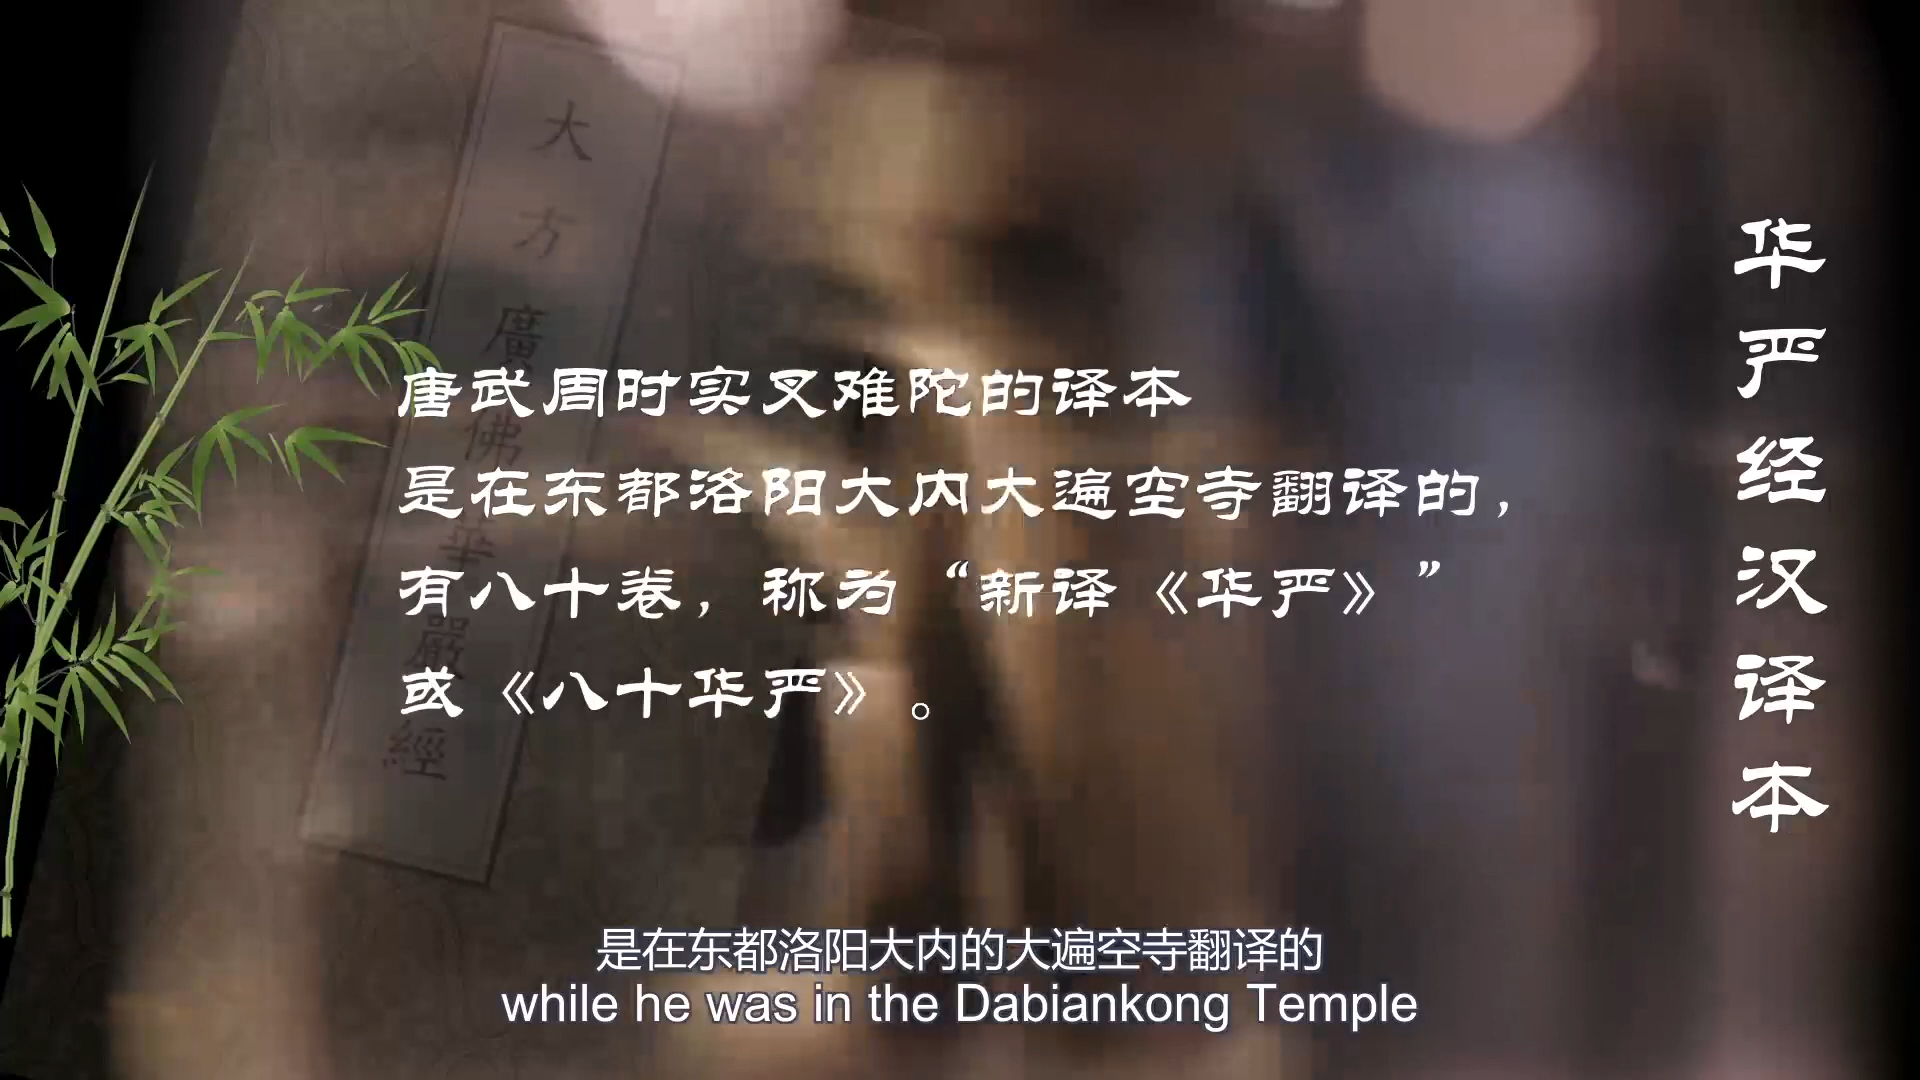 华严经汉译本
大方廣佛華嚴經
唐武周时实叉难陀的译本
是在东都洛阳大内大遍空寺翻译的，
有八十卷，称为“新译《华严》”
或《八十华严》。
是在东都洛阳大内的大遍空寺翻译的
while he was in the Dabiankong Temple